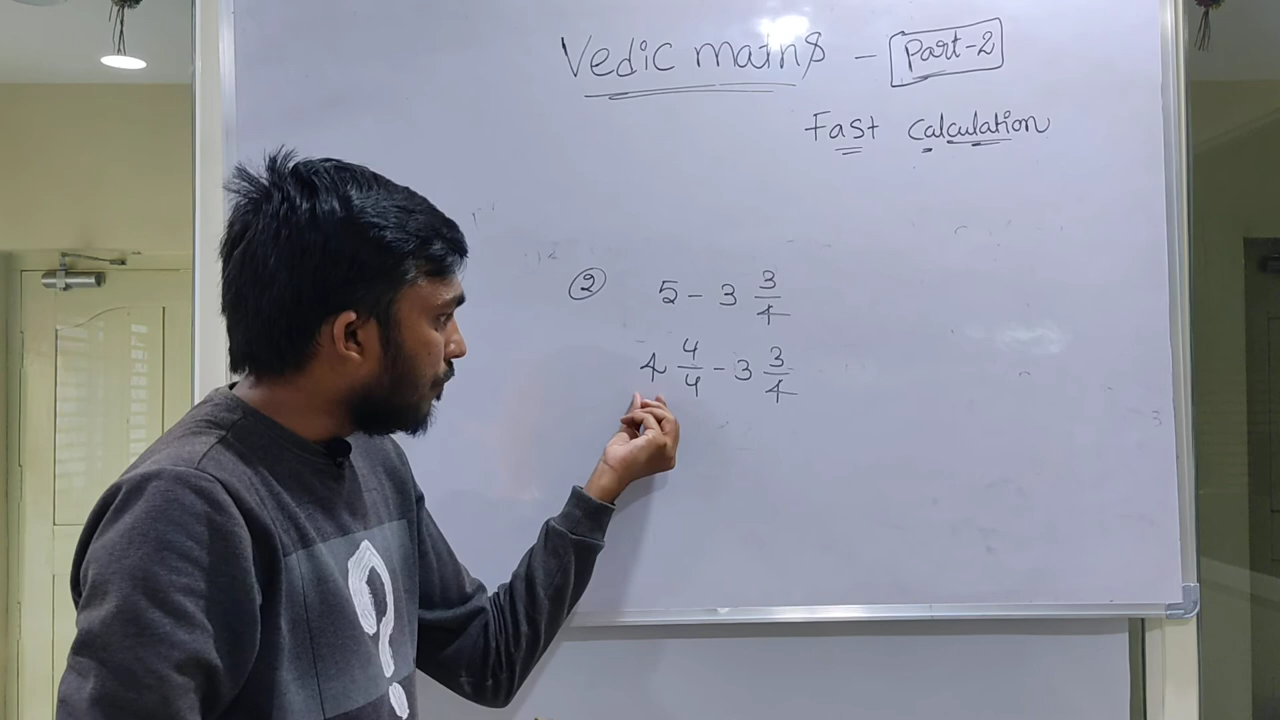 Vedic maths - Part-2
Fast calculation
② 5 - 3 3/4
4 4/4 - 3 3/4
?